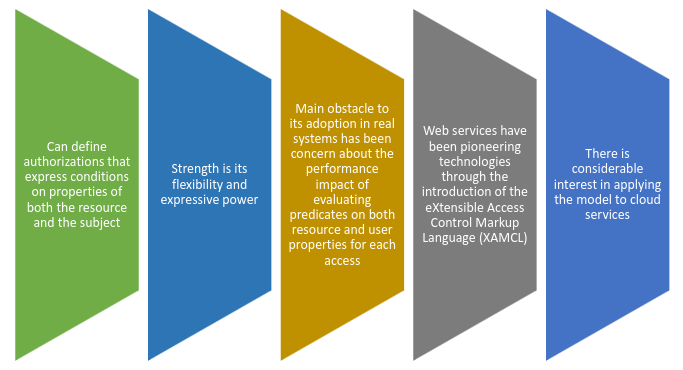 Can define
authorizations that
express conditions
on properties of
both the resource
and the subject
Strength is its
flexibility and
expressive power
Main obstacle to
its adoption in real
systems has been
concern about the
performance
impact of
evaluating
predicates on both
resource and user
properties for each
access
Web services have
been pioneering
technologies
through the
introduction of the
eXtensible Access
Control Markup
Language (XAMCL)
There is
considerable
interest in applying
the model to cloud
services